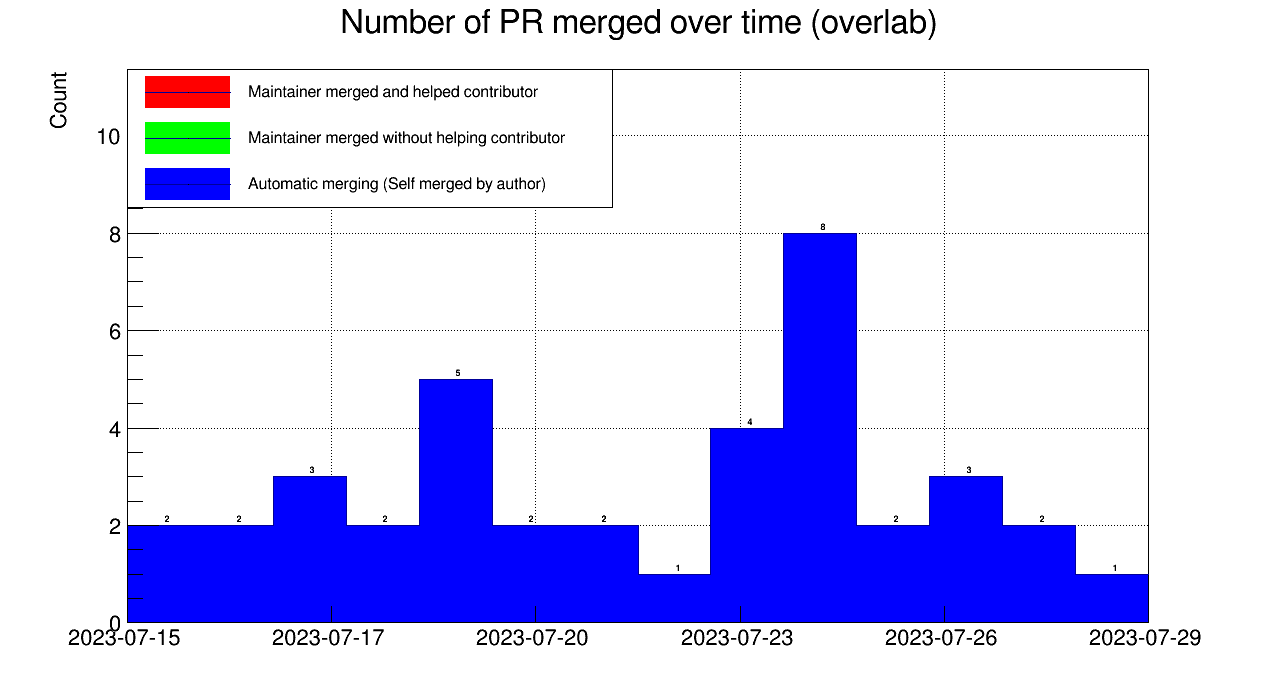 Number of PR merged over time (overlab)
Count
Maintainer merged and helped contributor
Maintainer merged without helping contributor
Automatic merging (Self merged by author)
10
8
6
4
2
0
2 2 3 2 5 2 2 1 4 8 2 3 2 1
2023-07-15 2023-07-17 2023-07-20 2023-07-23 2023-07-26 2023-07-29